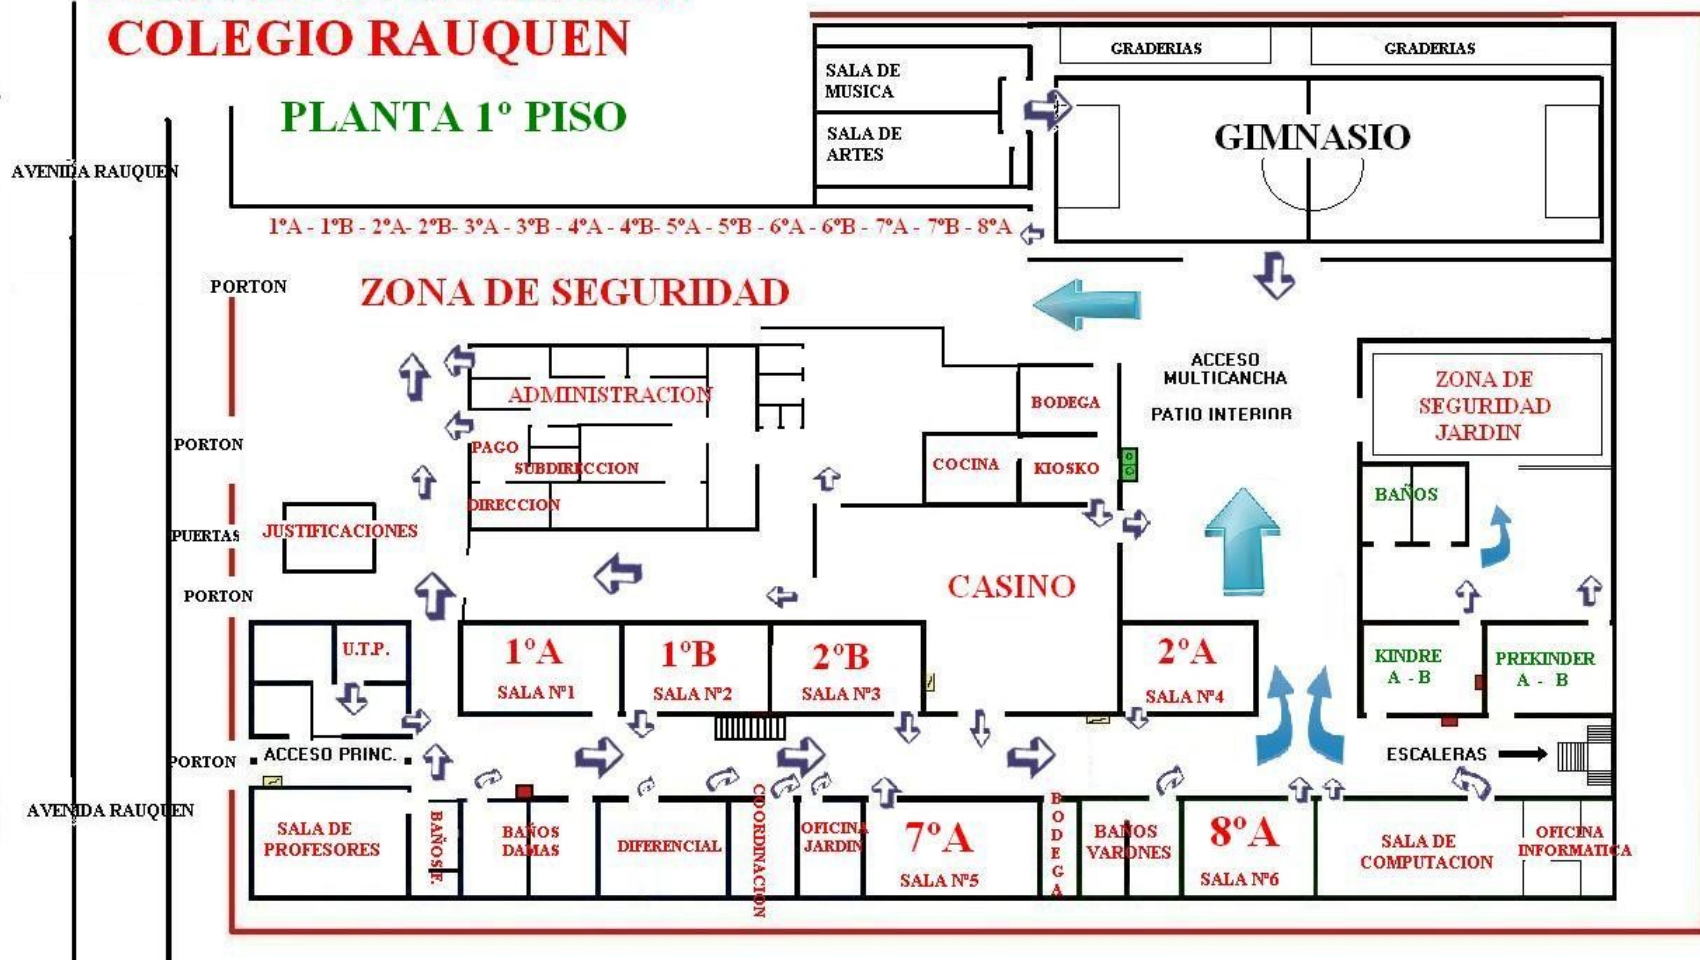 COLEGIO RAUQUEN
PLANTA 1º PISO
AVENIDA RAUQUEN
SALA DE
MUSICA
SALA DE
ARTES
GRADERIAS
GRADERIAS
GIMNASIO
1ºA - 1ºB - 2ºA- 2ºB- 3ºA - 3ºB - 4ºA - 4ºB- 5ºA - 5ºB - 6ºA - 6ºB - 7ºA - 7ºB - 8ºA
ZONA DE SEGURIDAD
PORTON
PORTON
PUERTAS
PORTON
PORTON
JUSTIFICACIONES
ADMINISTRACION
PAGO
SUBDIRECCION
DIRECCION
BODEGA
COCINA
KIOSKO
CASINO
ACCESO
MULTICANCHA
PATIO INTERIOR
ZONA DE
SEGURIDAD
JARDIN
BAÑOS
KINDRE
A - B
PREKINDER
A - B
U.T.P.
1ºA
SALA Nº1
1ºB
SALA Nº2
2ºB
SALA Nº3
2ºA
SALA Nº4
ACCESO PRINC.
ESCALERAS
AVENIDA RAUQUEN
SALA DE
PROFESORES
BAÑOS F.
BAÑOS
DAMAS
DIFERENCIAL
COORDINACION
OFICINA
JARDIN
7ºA
SALA Nº5
BODEGA
BAÑOS
VARONES
8ºA
SALA Nº6
SALA DE
COMPUTACION
OFICINA
INFORMATICA